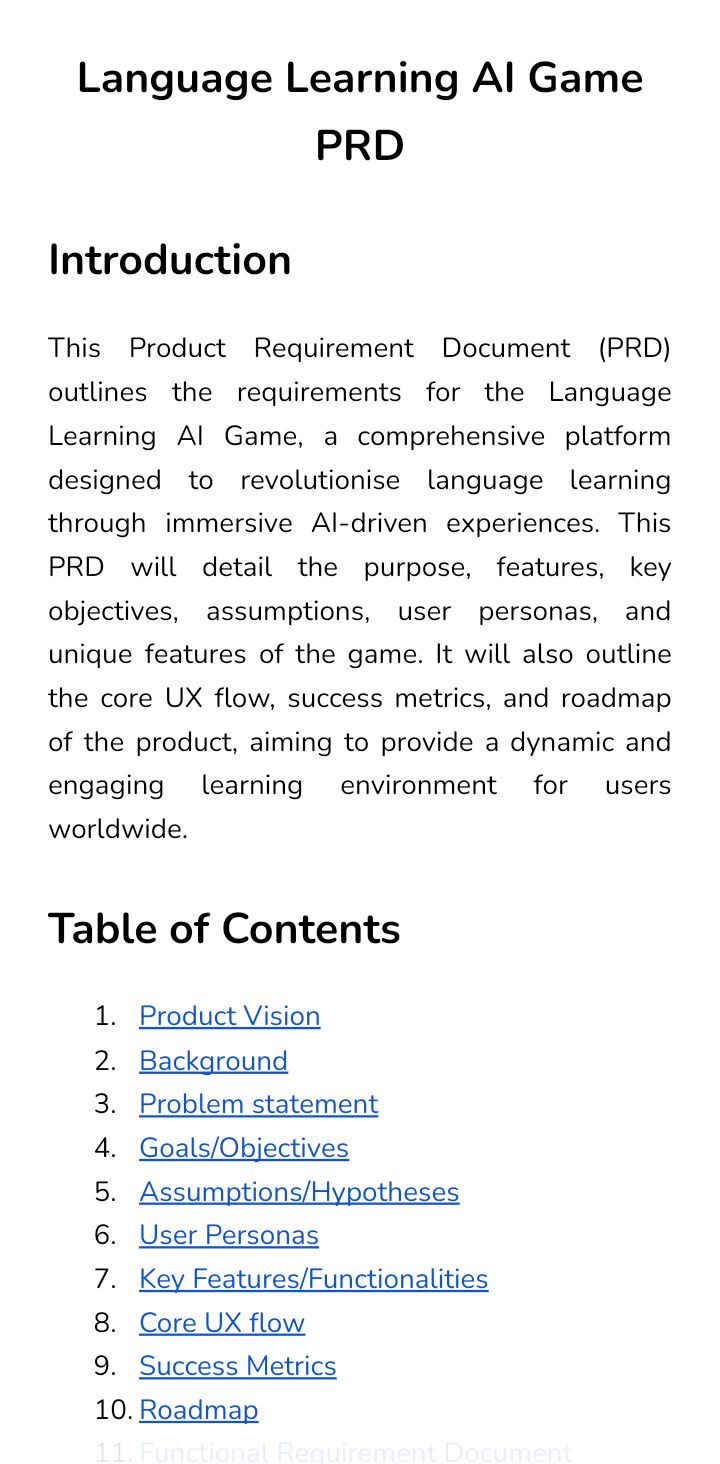 Language Learning AI Game
PRD
Introduction
This Product Requirement Document (PRD)
outlines the requirements for the Language
Learning AI Game, a comprehensive platform
designed to revolutionise language learning
through immersive AI-driven experiences. This
PRD will detail the purpose, features, key
objectives, assumptions, user personas, and
unique features of the game. It will also outline
the core UX flow, success metrics, and roadmap
of the product, aiming to provide a dynamic and
engaging learning environment for users
worldwide.
Table of Contents
1. Product Vision
2. Background
3. Problem statement
4. Goals/Objectives
5. Assumptions/Hypotheses
6. User Personas
7. Key Features/Functionalities
8. Core UX flow
9. Success Metrics
10. Roadmap
11. Functional Requirement Document